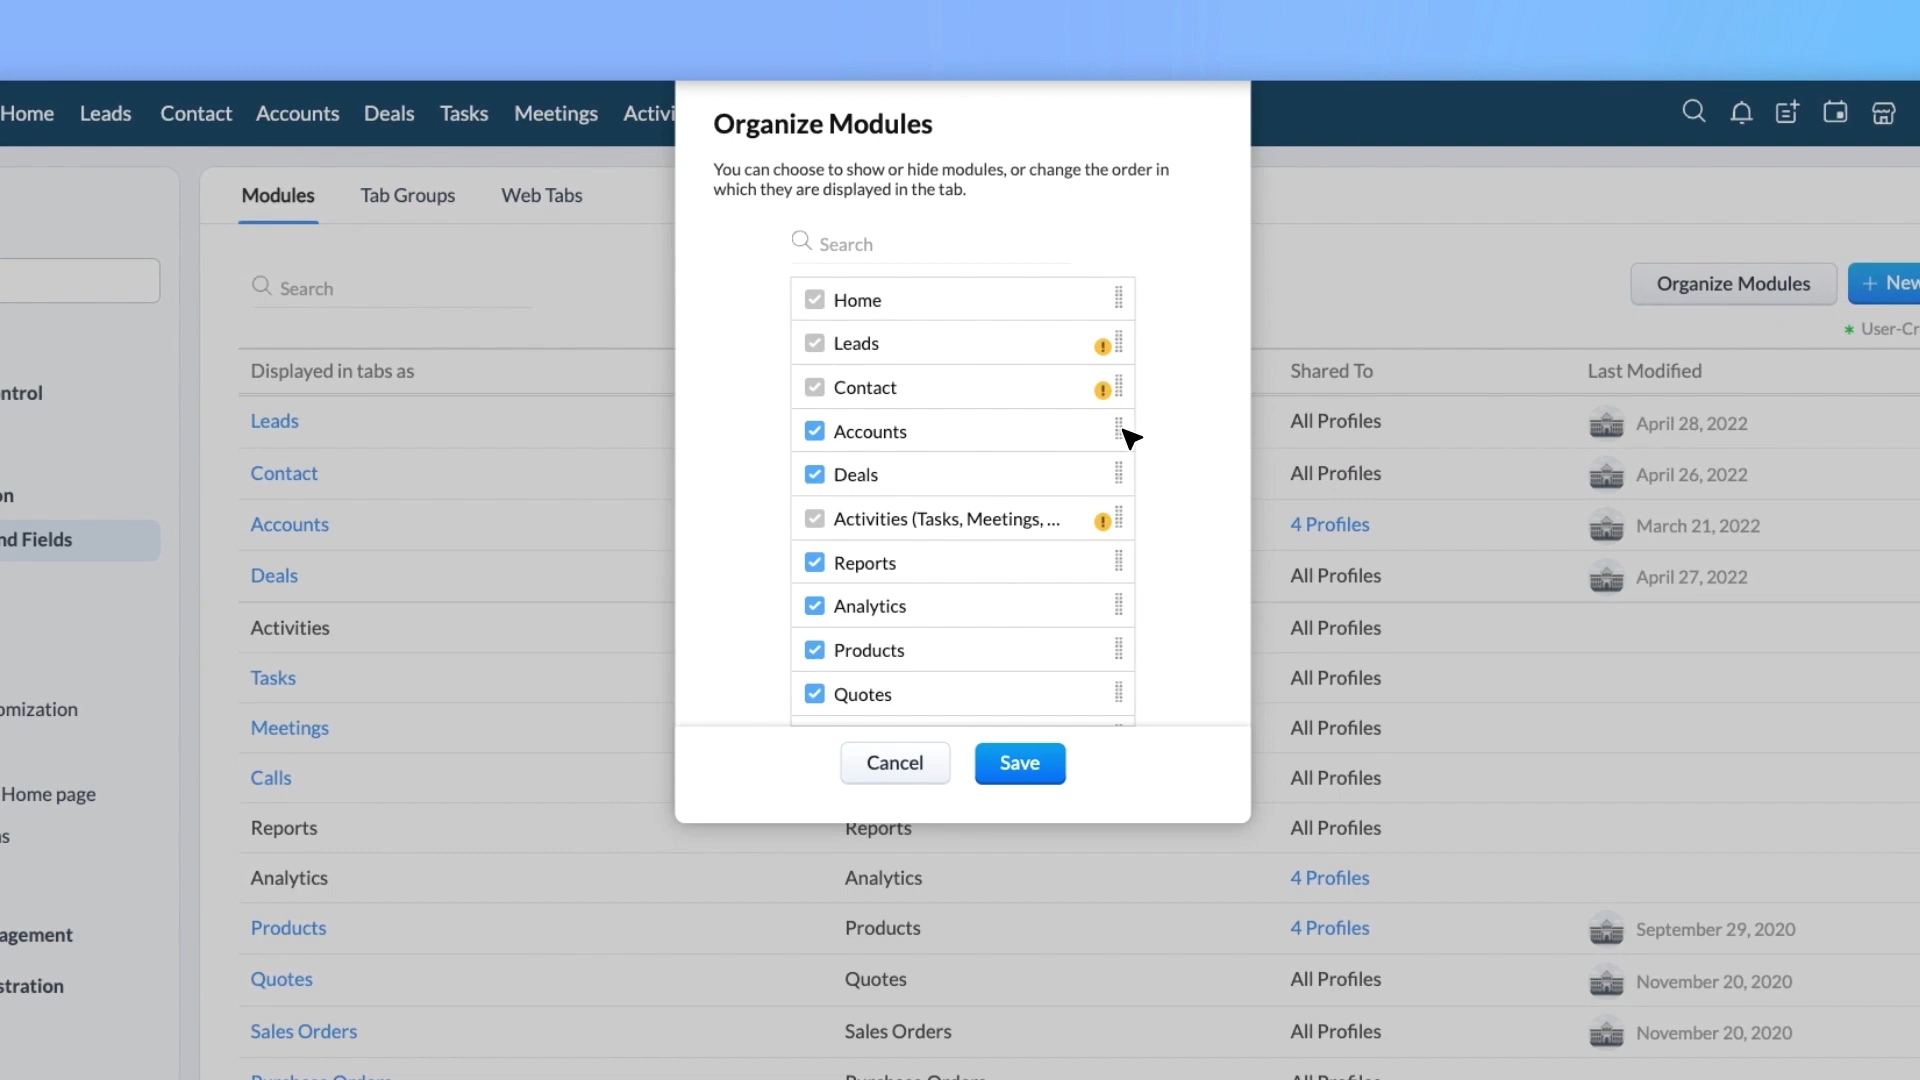 Home Leads Contact Accounts Deals Tasks Meetings Activi
Organize Modules
You can choose to show or hide modules, or change the order in
which they are displayed in the tab.
Search
Home
Leads
Contact
Accounts
Deals
Activities (Tasks, Meetings, ...
Reports
Analytics
Products
Quotes
Cancel Save
Modules Tab Groups Web Tabs
Search
Organize Modules
+ New
* User-Cr
ntrol
on
nd Fields
omization
Home page
s
agement
stration
Displayed in tabs as Shared To Last Modified
Leads All Profiles April 28, 2022
Contact All Profiles April 26, 2022
Accounts 4 Profiles March 21, 2022
Deals All Profiles April 27, 2022
Activities All Profiles
Tasks All Profiles
Meetings All Profiles
Calls All Profiles
Reports Reports All Profiles
Analytics Analytics 4 Profiles
Products Products 4 Profiles September 29, 2020
Quotes Quotes All Profiles November 20, 2020
Sales Orders Sales Orders All Profiles November 20, 2020
Purchase Orders Purchase Orders All Profiles